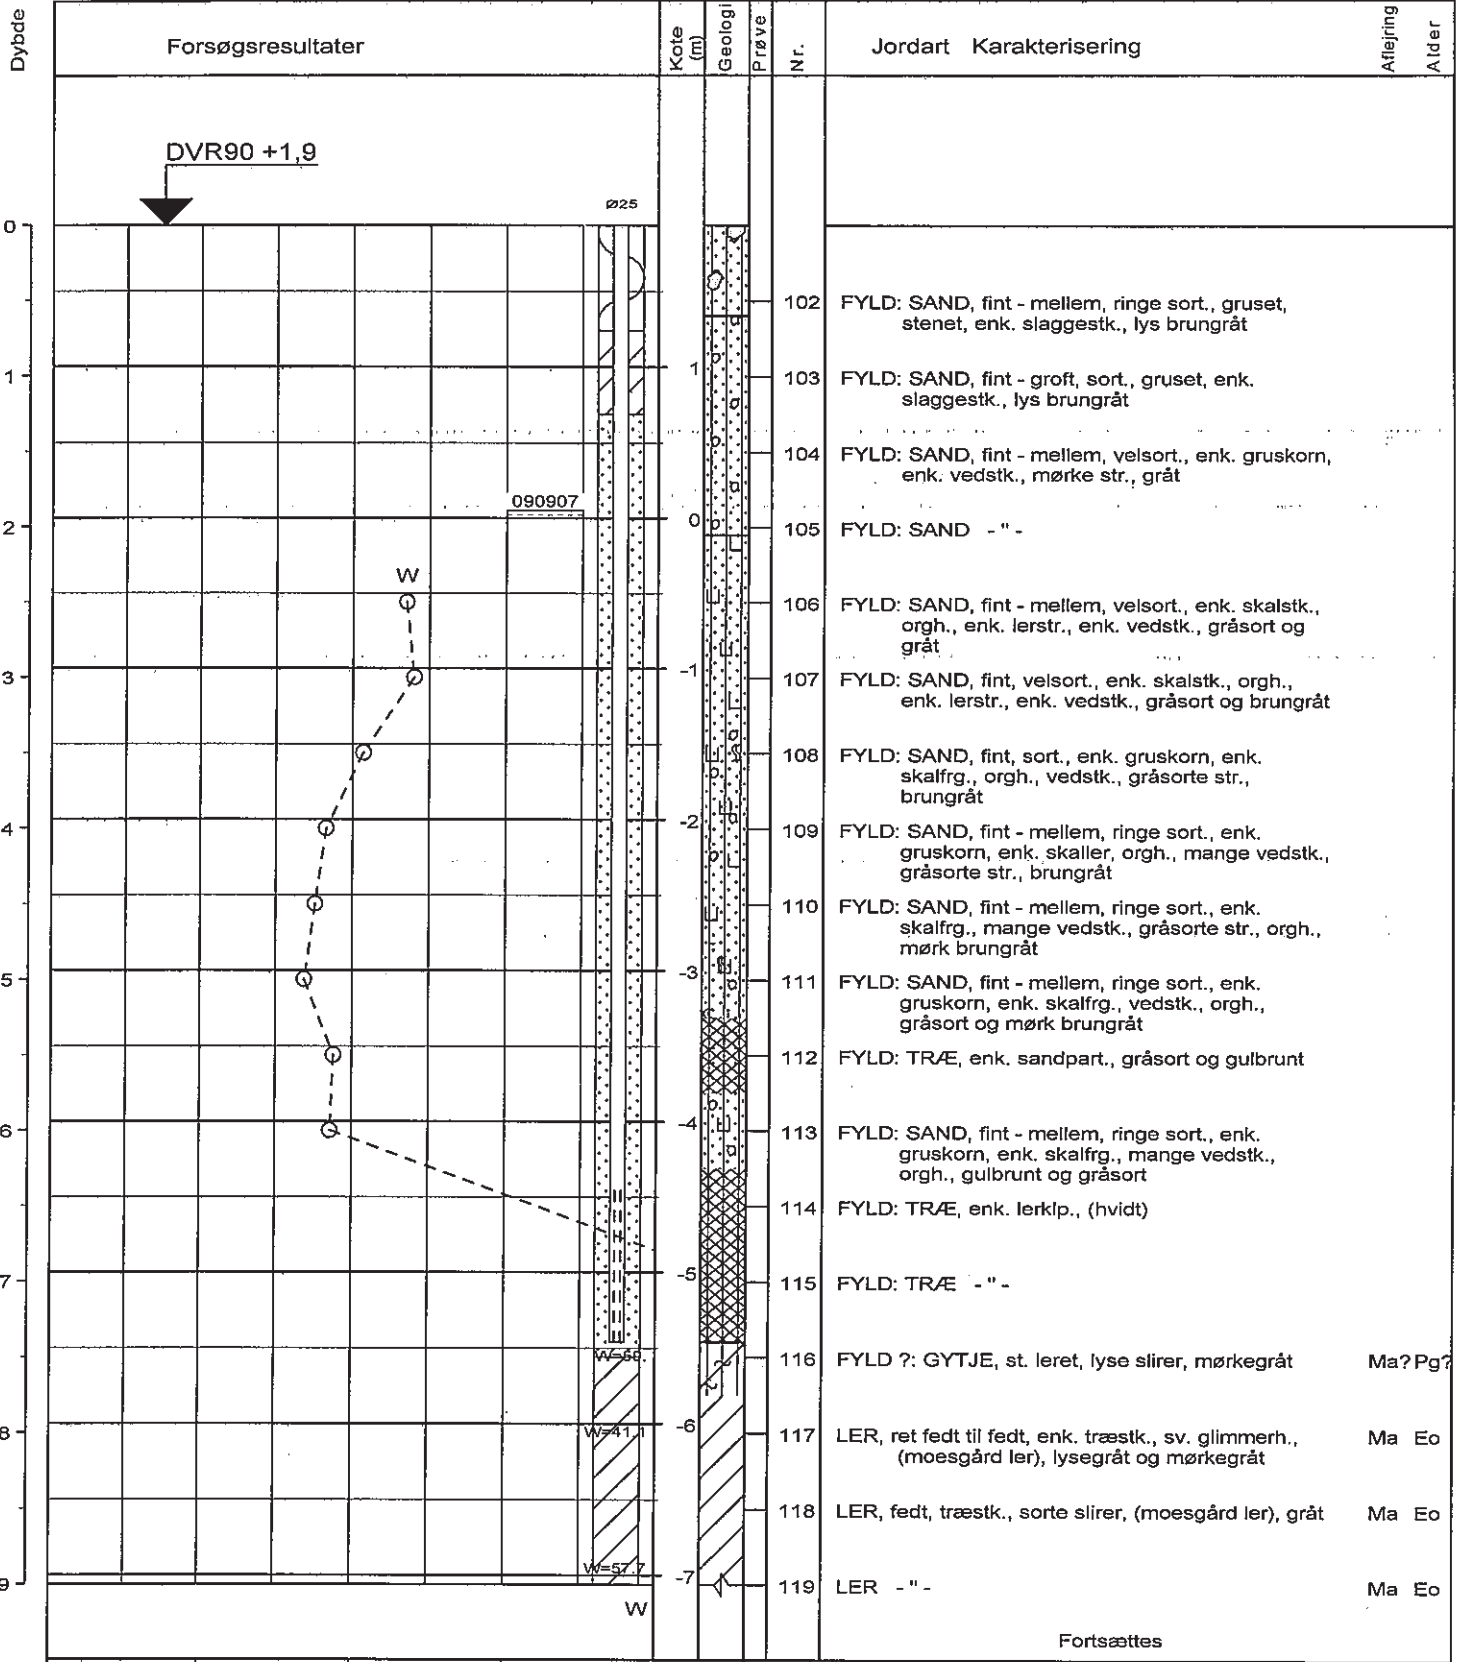 Dybde
Forsøgsresultater
Kote (m)
Geologi
Prøve
Nr.
Jordart Karakterisering
Aflejring
Alder
DVR90 +1,9
ø25
0
102 FYLD: SAND, fint - mellem, ringe sort., gruset,
stenet, enk. slaggestk., lys brungråt
1
1
103 FYLD: SAND, fint - groft, sort., gruset, enk.
slaggestk., lys brungråt
104 FYLD: SAND, fint - mellem, velsort., enk. gruskorn,
enk. vedstk., mørke str., gråt
090907
2
0
105 FYLD: SAND - " -
W
106 FYLD: SAND, fint - mellem, velsort., enk. skalstk.,
orgh., enk. lerstr., enk. vedstk., gråsort og
gråt
3
-1
107 FYLD: SAND, fint, velsort., enk. skalstk., orgh.,
enk. lerstr., enk. vedstk., gråsort og brungråt
108 FYLD: SAND, fint, sort., enk. gruskorn, enk.
skalfrg., orgh., vedstk., gråsorte str.,
brungråt
4
-2
109 FYLD: SAND, fint - mellem, ringe sort., enk.
gruskorn, enk. skaller, orgh., mange vedstk.,
gråsorte str., brungråt
110 FYLD: SAND, fint - mellem, ringe sort., enk.
skalfrg., mange vedstk., gråsorte str., orgh.,
mørk brungråt
5
-3
111 FYLD: SAND, fint - mellem, ringe sort., enk.
gruskorn, enk. skalfrg., vedstk., orgh.,
gråsort og mørk brungråt
112 FYLD: TRÆ, enk. sandpart., gråsort og gulbrunt
6
-4
113 FYLD: SAND, fint - mellem, ringe sort., enk.
gruskorn, enk. skalfrg., mange vedstk.,
orgh., gulbrunt og gråsort
114 FYLD: TRÆ, enk. lerklp., (hvidt)
7
-5
115 FYLD: TRÆ - " -
116 FYLD ?: GYTJE, st. leret, lyse slirer, mørkegråt Ma? Pg?
8
W=41,1
-6
117 LER, ret fedt til fedt, enk. træstk., sv. glimmerh., Ma Eo
(moesgård ler), lysegråt og mørkegråt
118 LER, fedt, træstk., sorte slirer, (moesgård ler), gråt Ma Eo
9
W=57.7
-7
119 LER - " - Ma Eo
W
Fortsættes